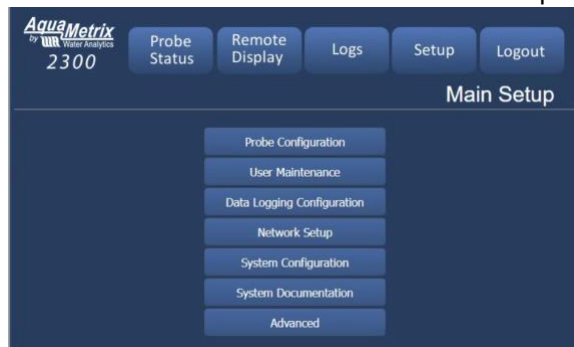 AquaMetrix
by WR Water Analytics
2300
Probe
Status
Remote
Display
Logs
Setup
Logout
Main Setup
Probe Configuration
User Maintenance
Data Logging Configuration
Network Setup
System Configuration
System Documentation
Advanced